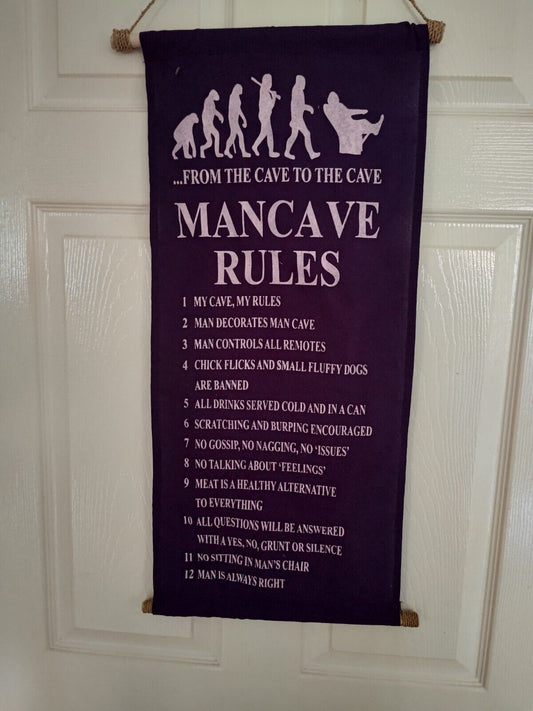 ...FROM THE CAVE TO THE CAVE
MANCAVE
RULES
1 MY CAVE, MY RULES
2 MAN DECORATES MAN CAVE
3 MAN CONTROLS ALL REMOTES
4 CHICK FLICKS AND SMALL FLUFFY DOGS
ARE BANNED
5 ALL DRINKS SERVED COLD AND IN A CAN
6 SCRATCHING AND BURPING ENCOURAGED
7 NO GOSSIP, NO NAGGING, NO ‘ISSUES’
8 NO TALKING ABOUT ‘FEELINGS’
9 MEAT IS A HEALTHY ALTERNATIVE
TO EVERYTHING
10 ALL QUESTIONS WILL BE ANSWERED
WITH A YES, NO, GRUNT OR SILENCE
11 NO SITTING IN MAN'S CHAIR
12 MAN IS ALWAYS RIGHT